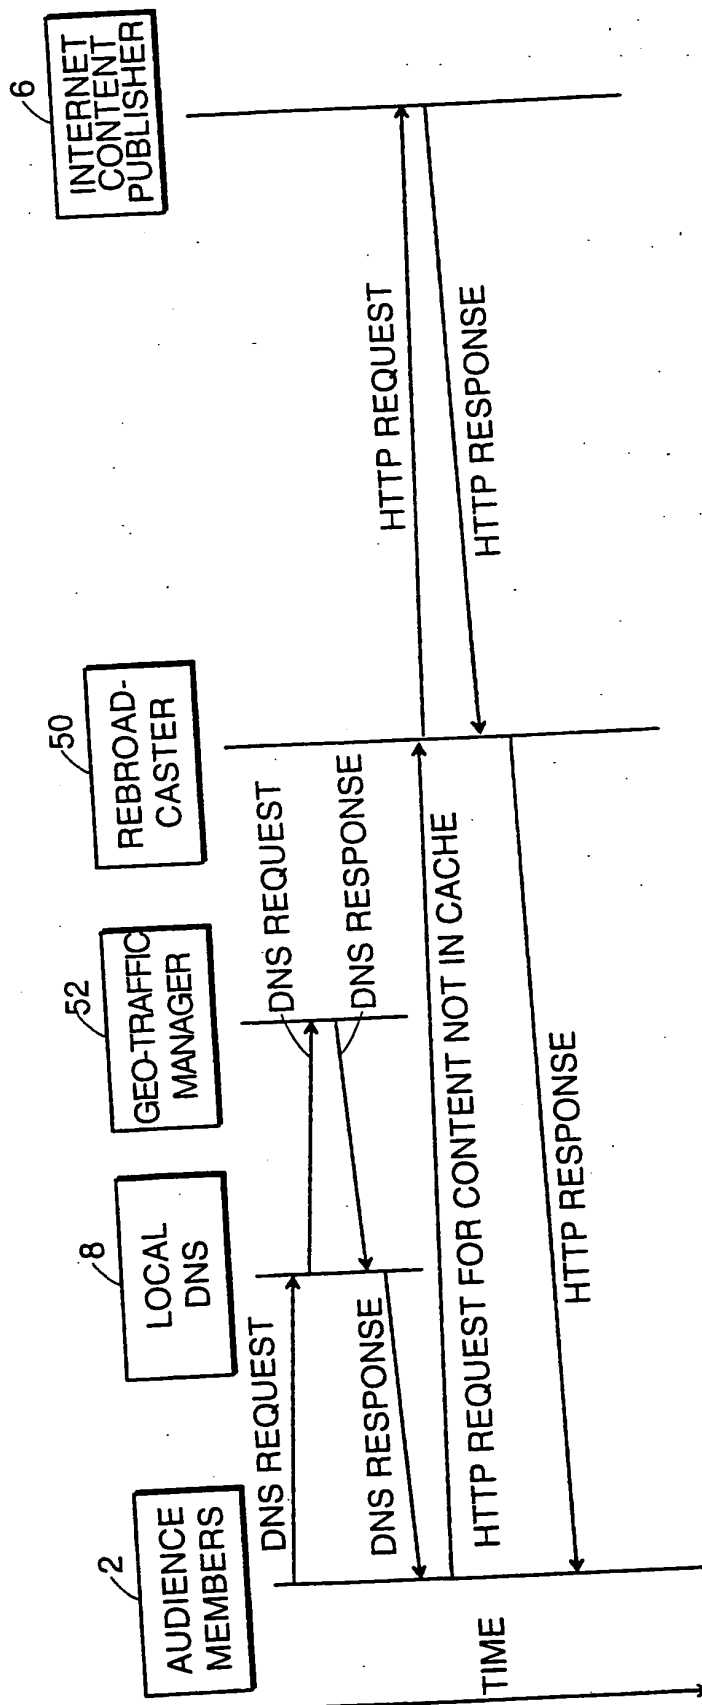 2
AUDIENCE
MEMBERS
8
LOCAL
DNS
52
GEO-TRAFFIC
MANAGER
50
REBROAD-
CASTER
6
INTERNET
CONTENT
PUBLISHER
DNS REQUEST
DNS REQUEST
DNS RESPONSE
DNS RESPONSE
HTTP REQUEST FOR CONTENT NOT IN CACHE
HTTP REQUEST
HTTP RESPONSE
HTTP RESPONSE
TIME